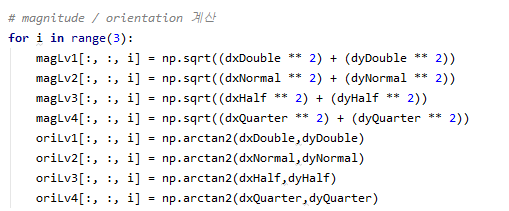 # magnitude / orientation 계산
for i in range(3):
    magLv1[:, :, i] = np.sqrt((dxDouble ** 2) + (dyDouble ** 2))
    magLv2[:, :, i] = np.sqrt((dxNormal ** 2) + (dyNormal ** 2))
    magLv3[:, :, i] = np.sqrt((dxHalf ** 2) + (dyHalf ** 2))
    magLv4[:, :, i] = np.sqrt((dxQuarter ** 2) + (dyQuarter ** 2))
    oriLv1[:, :, i] = np.arctan2(dxDouble,dyDouble)
    oriLv2[:, :, i] = np.arctan2(dxNormal,dyNormal)
    oriLv3[:, :, i] = np.arctan2(dxHalf,dyHalf)
    oriLv4[:, :, i] = np.arctan2(dxQuarter,dyQuarter)